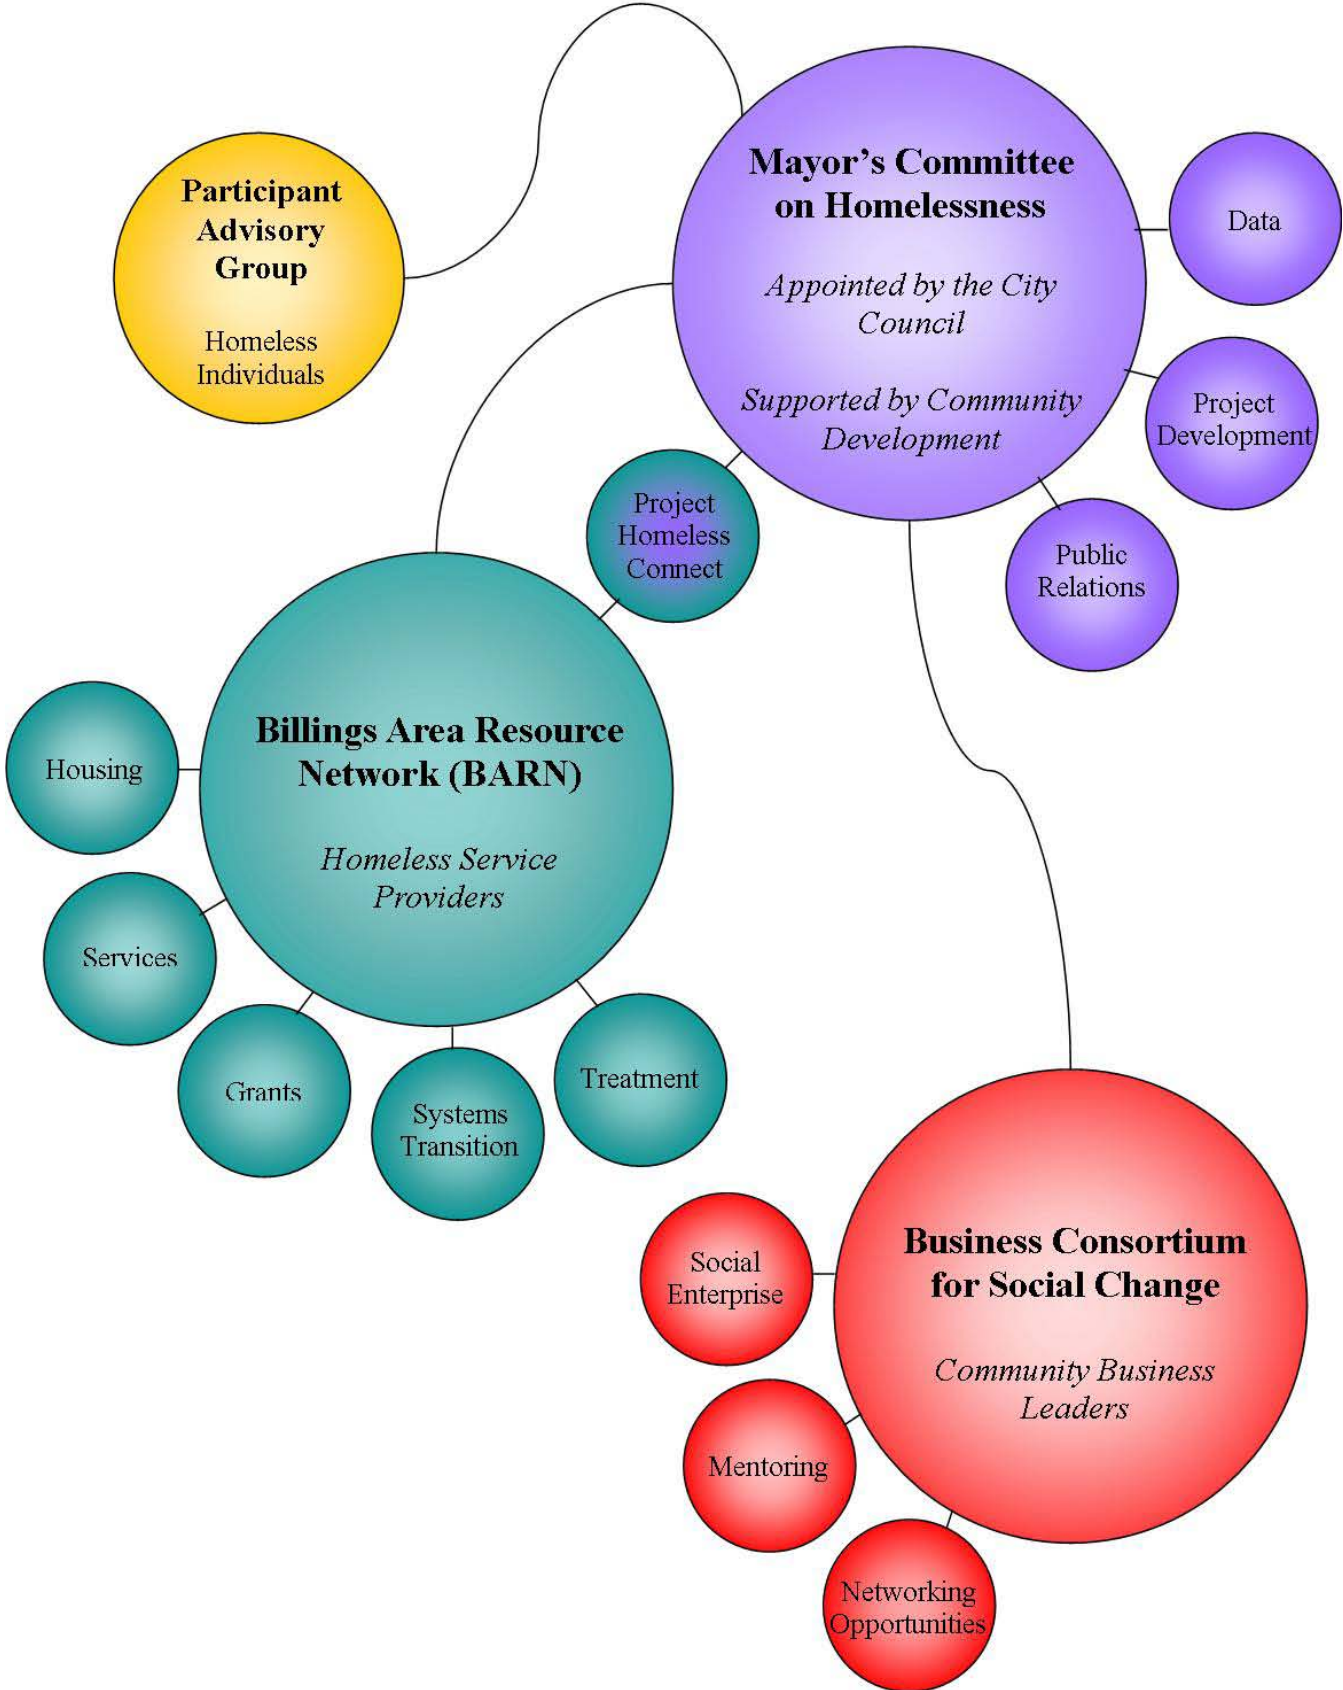 Participant
Advisory
Group
Homeless
Individuals
Mayor’s Committee
on Homelessness
Appointed by the City
Council
Supported by Community
Development
Data
Project
Development
Public
Relations
Project
Homeless
Connect
Billings Area Resource
Network (BARN)
Homeless Service
Providers
Housing
Services
Grants
Systems
Transition
Treatment
Business Consortium
for Social Change
Community Business
Leaders
Social
Enterprise
Mentoring
Networking
Opportunities